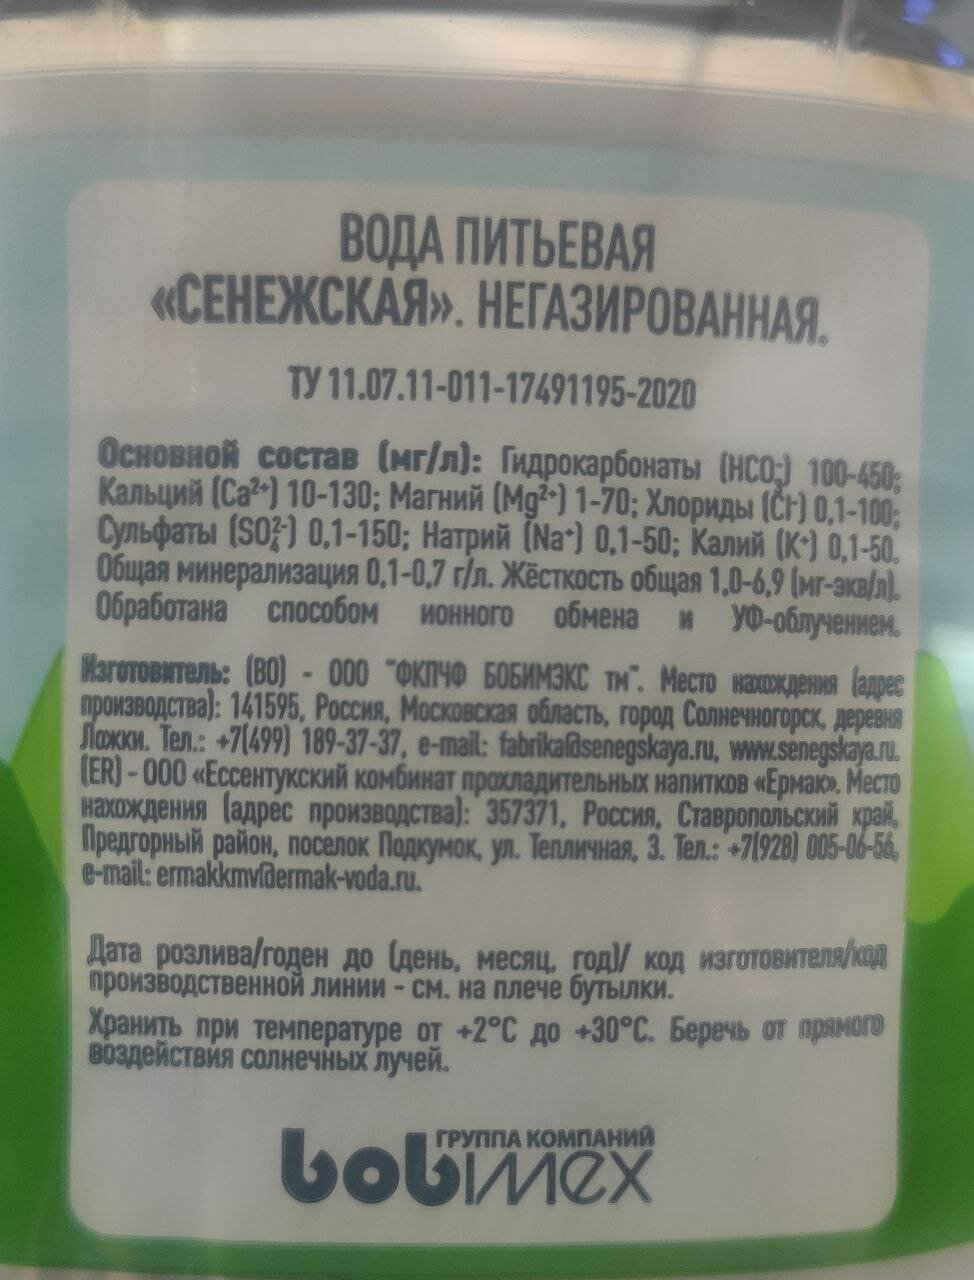 ВОДА ПИТЬЕВАЯ
«СЕНЕЖСКАЯ». НЕГАЗИРОВАННАЯ.
ТУ 11.07.11-011-17491195-2020
Основной состав (мг/л): Гидрокарбонаты (HCO₃⁻) 100-450;
Кальций (Ca²⁺) 10-130; Магний (Mg²⁺) 1-70; Хлориды (Cl⁻) 0,1-100;
Сульфаты (SO₄²⁻) 0,1-150; Натрий (Na⁺) 0,1-50; Калий (K⁺) 0,1-50.
Общая минерализация 0,1-0,7 г/л. Жёсткость общая 1,0-6,9 (мг-экв/л).
Обработана способом ионного обмена и УФ-облучением.
Изготовитель: (ВО) - ООО "ФКПЧФ БОБИМЭКС тм". Место нахождения (адрес
производства): 141595, Россия, Московская область, город Солнечногорск, деревня
Ложки. Тел.: +7(499) 189-37-37, e-mail: fabrika@senegskaya.ru, www.senegskaya.ru.
(ER) - ООО «Ессентукский комбинат прохладительных напитков «Ермак». Место
нахождения (адрес производства): 357371, Россия, Ставропольский край,
Предгорный район, поселок Подкумок, ул. Тепличная, 3. Тел.: +7(928) 005-06-56,
e-mail: ermakkmv@ermak-voda.ru.
Дата розлива/годен до (день, месяц, год)/ код изготовителя/код
производственной линии - см. на плече бутылки.
Хранить при температуре от +2°С до +30°С. Беречь от прямого
воздействия солнечных лучей.
ГРУППА КОМПАНИЙ
bobimex